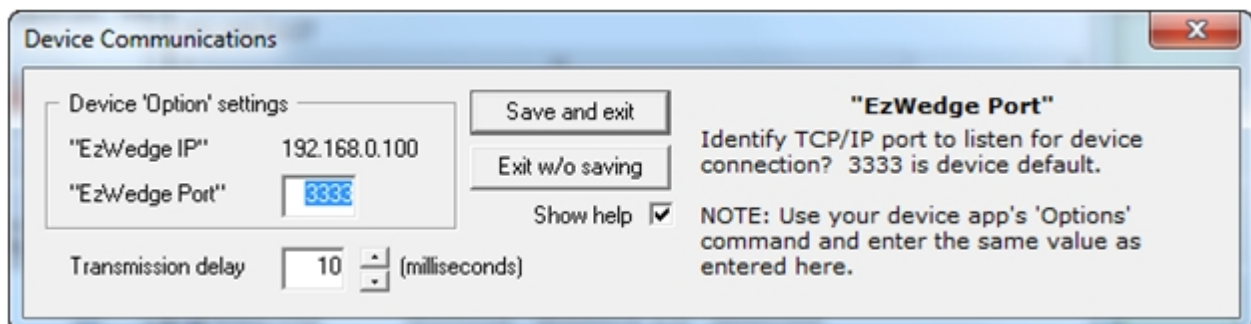 Device Communications
Device 'Option' settings
"EzWedge IP" 192.168.0.100
"EzWedge Port" 3333
Transmission delay 10 (milliseconds)
Save and exit
Exit w/o saving
Show help
"EzWedge Port"
Identify TCP/IP port to listen for device
connection? 3333 is device default.
NOTE: Use your device app's 'Options'
command and enter the same value as
entered here.